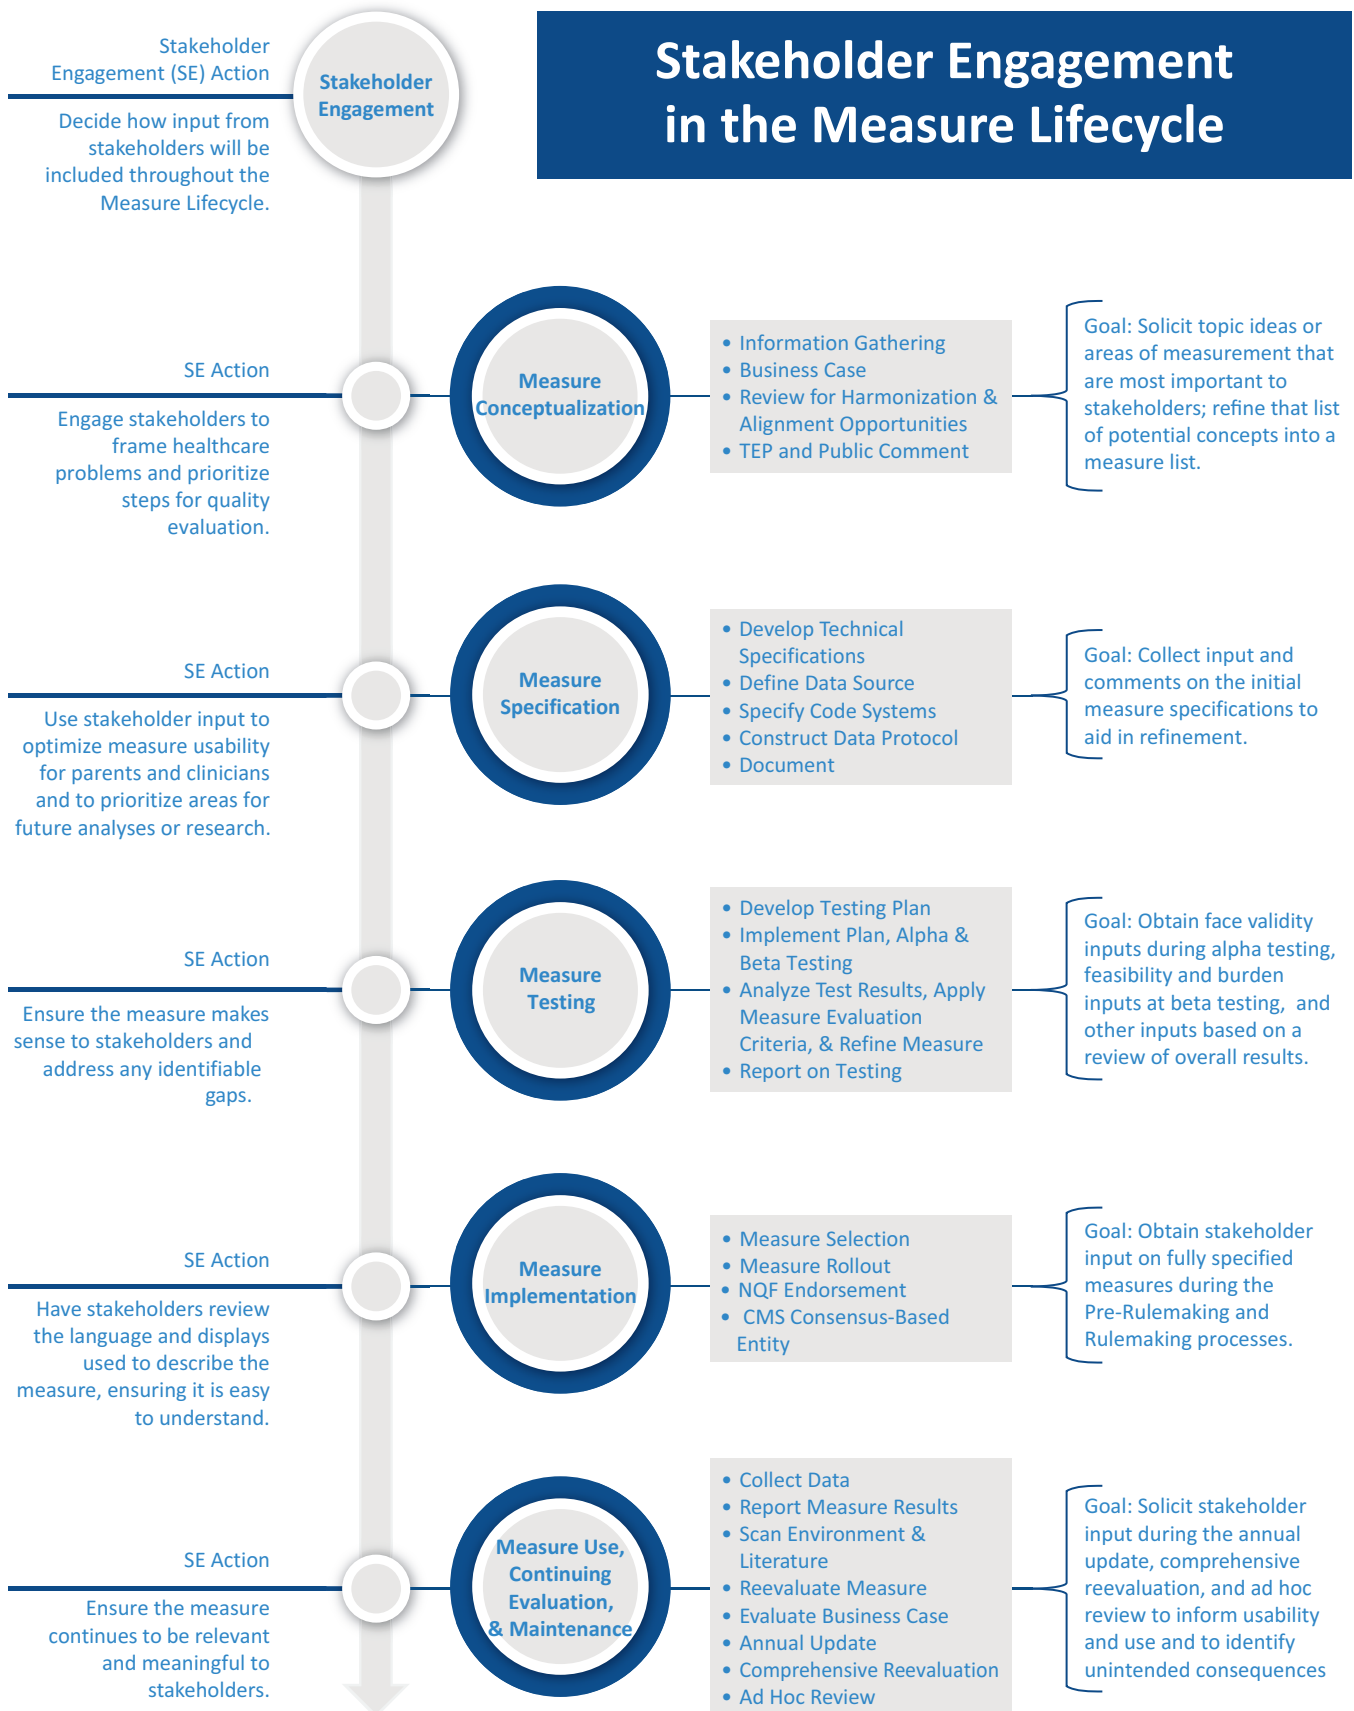 Stakeholder Engagement
in the Measure Lifecycle
Stakeholder
Engagement (SE) Action
Decide how input from
stakeholders will be
included throughout the
Measure Lifecycle.
Stakeholder
Engagement
SE Action
Engage stakeholders to
frame healthcare
problems and prioritize
steps for quality
evaluation.
Measure
Conceptualization
• Information Gathering
• Business Case
• Review for Harmonization &
Alignment Opportunities
• TEP and Public Comment
Goal: Solicit topic ideas or
areas of measurement that
are most important to
stakeholders; refine that list
of potential concepts into a
measure list.
SE Action
Use stakeholder input to
optimize measure usability
for parents and clinicians
and to prioritize areas for
future analyses or research.
Measure
Specification
• Develop Technical
Specifications
• Define Data Source
• Specify Code Systems
• Construct Data Protocol
• Document
Goal: Collect input and
comments on the initial
measure specifications to
aid in refinement.
SE Action
Ensure the measure makes
sense to stakeholders and
address any identifiable
gaps.
Measure
Testing
• Develop Testing Plan
• Implement Plan, Alpha &
Beta Testing
• Analyze Test Results, Apply
Measure Evaluation
Criteria, & Refine Measure
• Report on Testing
Goal: Obtain face validity
inputs during alpha testing,
feasibility and burden
inputs at beta testing, and
other inputs based on a
review of overall results.
SE Action
Have stakeholders review
the language and displays
used to describe the
measure, ensuring it is easy
to understand.
Measure
Implementation
• Measure Selection
• Measure Rollout
• NQF Endorsement
• CMS Consensus-Based
Entity
Goal: Obtain stakeholder
input on fully specified
measures during the
Pre-Rulemaking and
Rulemaking processes.
SE Action
Ensure the measure
continues to be relevant
and meaningful to
stakeholders.
Measure Use,
Continuing
Evaluation,
& Maintenance
• Collect Data
• Report Measure Results
• Scan Environment &
Literature
• Reevaluate Measure
• Evaluate Business Case
• Annual Update
• Comprehensive Reevaluation
• Ad Hoc Review
Goal: Solicit stakeholder
input during the annual
update, comprehensive
reevaluation, and ad hoc
review to inform usability
and use and to identify
unintended consequences